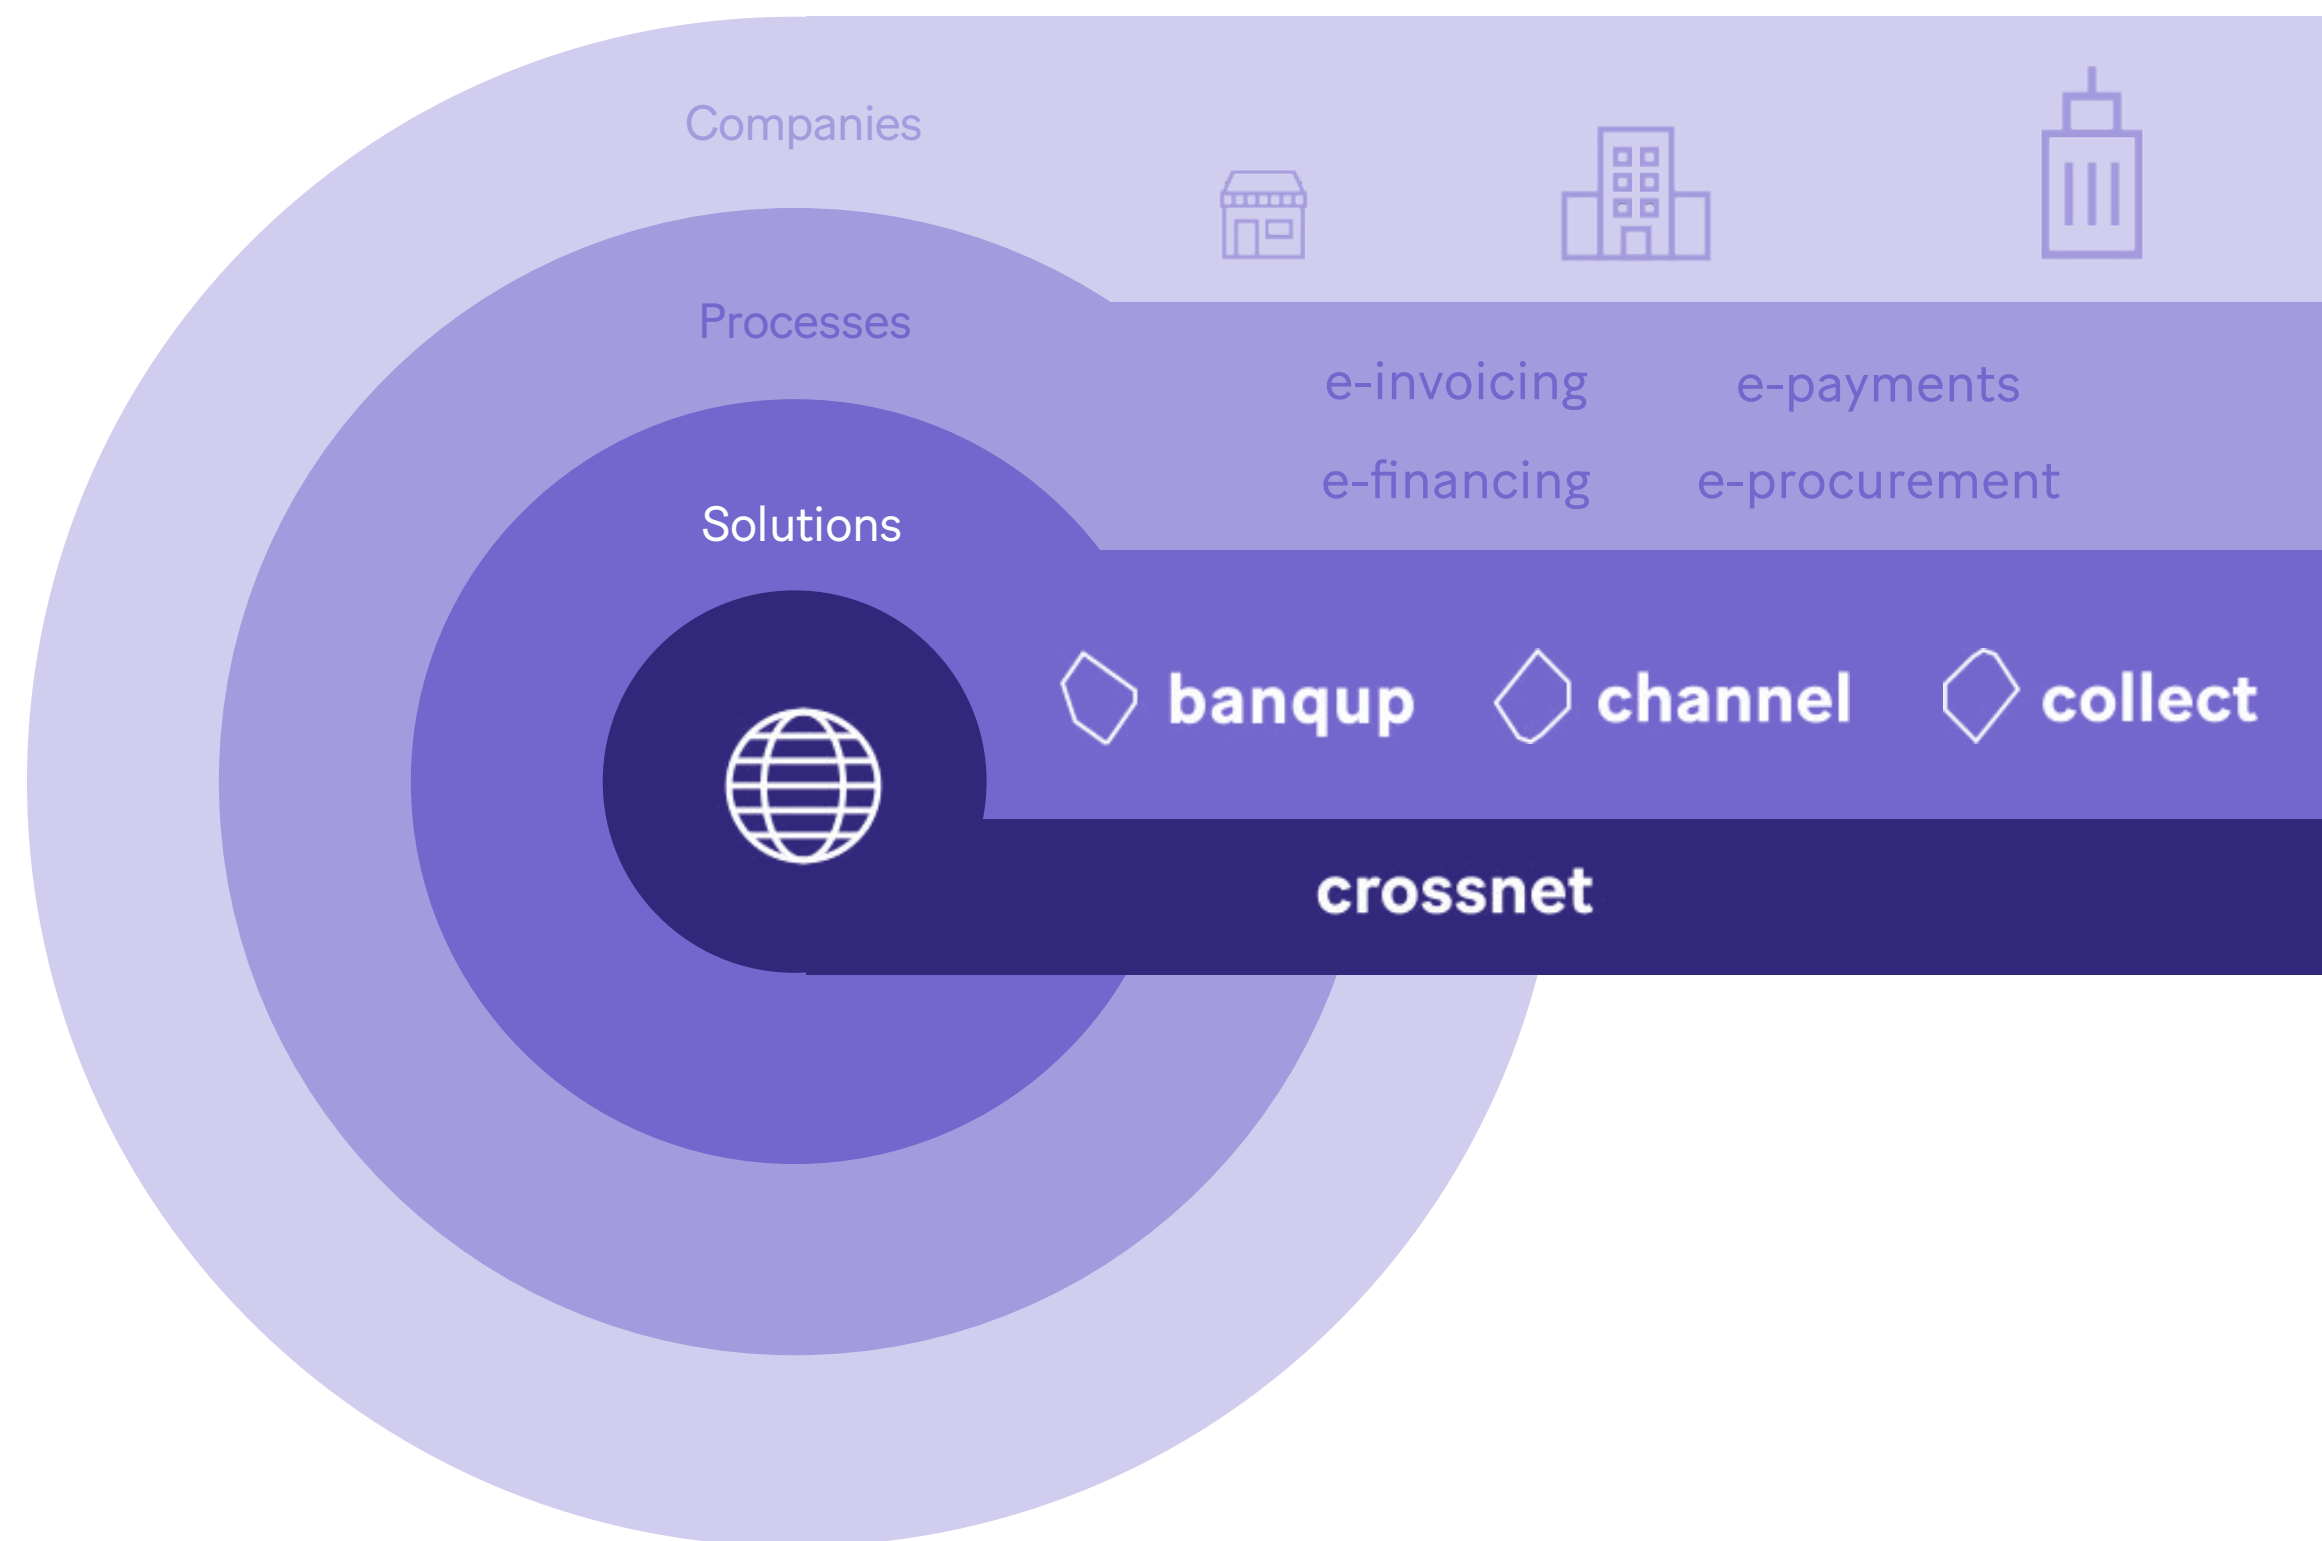 Companies
Processes
e-invoicing e-payments
e-financing e-procurement
Solutions
banqup channel collect
crossnet